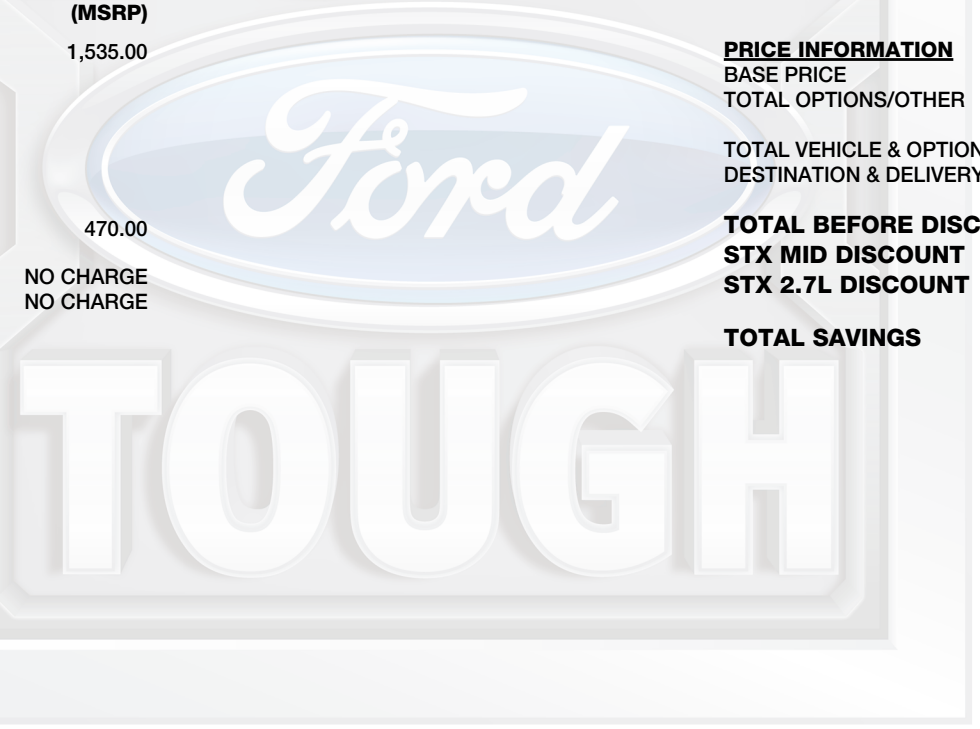 (MSRP)
1,535.00
470.00
NO CHARGE
NO CHARGE
PRICE INFORMATION
BASE PRICE
TOTAL OPTIONS/OTHER
TOTAL VEHICLE & OPTION
DESTINATION & DELIVERY
TOTAL BEFORE DISC
STX MID DISCOUNT
STX 2.7L DISCOUNT
TOTAL SAVINGS
Ford
TOUGH